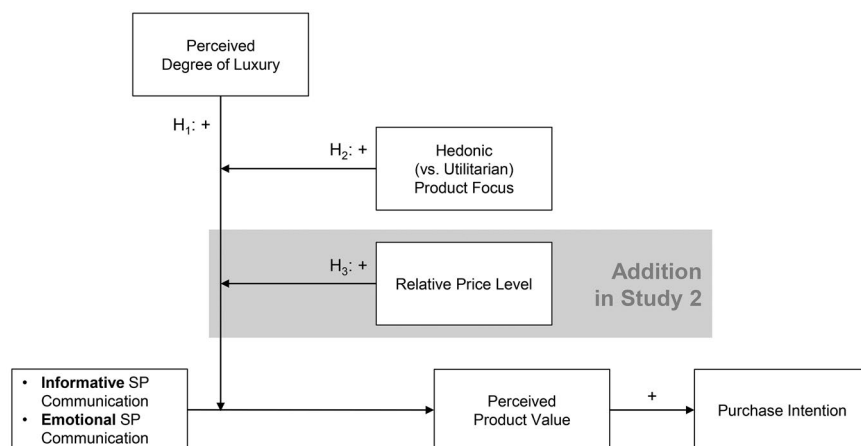 Perceived
Degree of Luxury
H1: +
H2: +
Hedonic
(vs. Utilitarian)
Product Focus
H3: +
Relative Price Level
Addition
in Study 2
• Informative SP
Communication
• Emotional SP
Communication
Perceived
Product Value
+
Purchase Intention